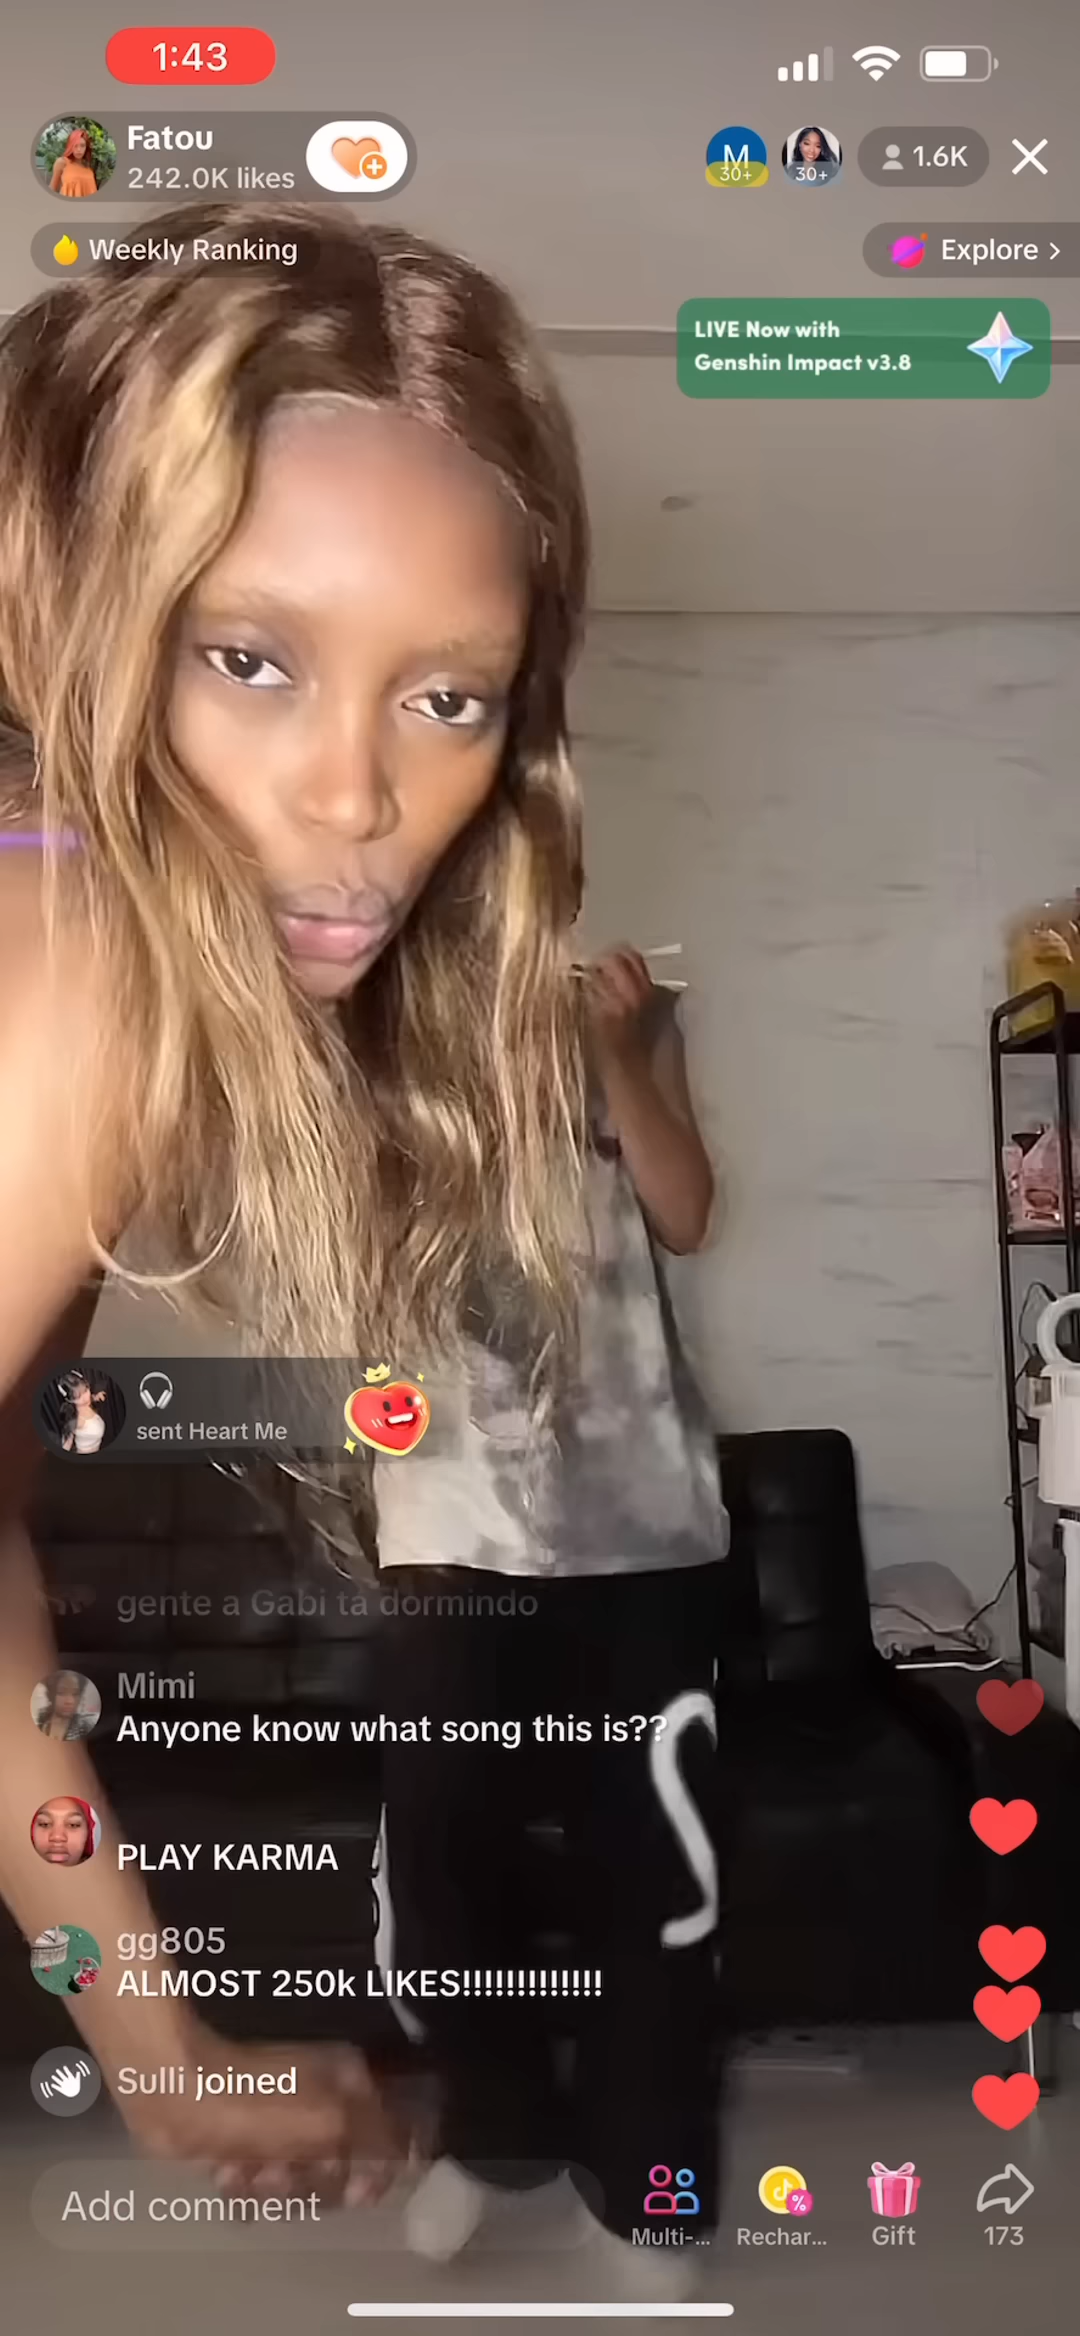 1:43
Fatou
242.0K likes
M
30+
30+
1.6K
Weekly Ranking
Explore >
LIVE Now with
Genshin Impact v3.8
sent Heart Me
gente a Gabi ta dormindo
Mimi
Anyone know what song this is??
PLAY KARMA
gg805
ALMOST 250k LIKES!!!!!!!!!!!!!
Sulli joined
Add comment
Multi-...
Rechar...
Gift
173